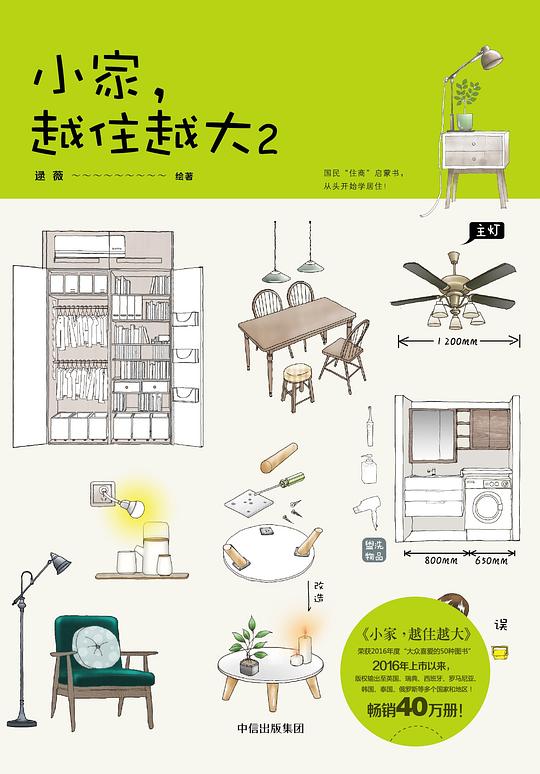 小家，
越住越大2
逯薇 ～～～～～～～～～ 绘著
国民“住商”启蒙书，
从头开始学居住！
主灯
1200mm
盥洗
物品
800mm 650mm
改造
误
《小家，越住越大》
荣获2016年度“大众喜爱的50种图书”
2016年上市以来，
版权输出至英国、瑞典、西班牙、罗马尼亚、
韩国、泰国、俄罗斯等多个国家和地区！
畅销40万册！
中信出版集团